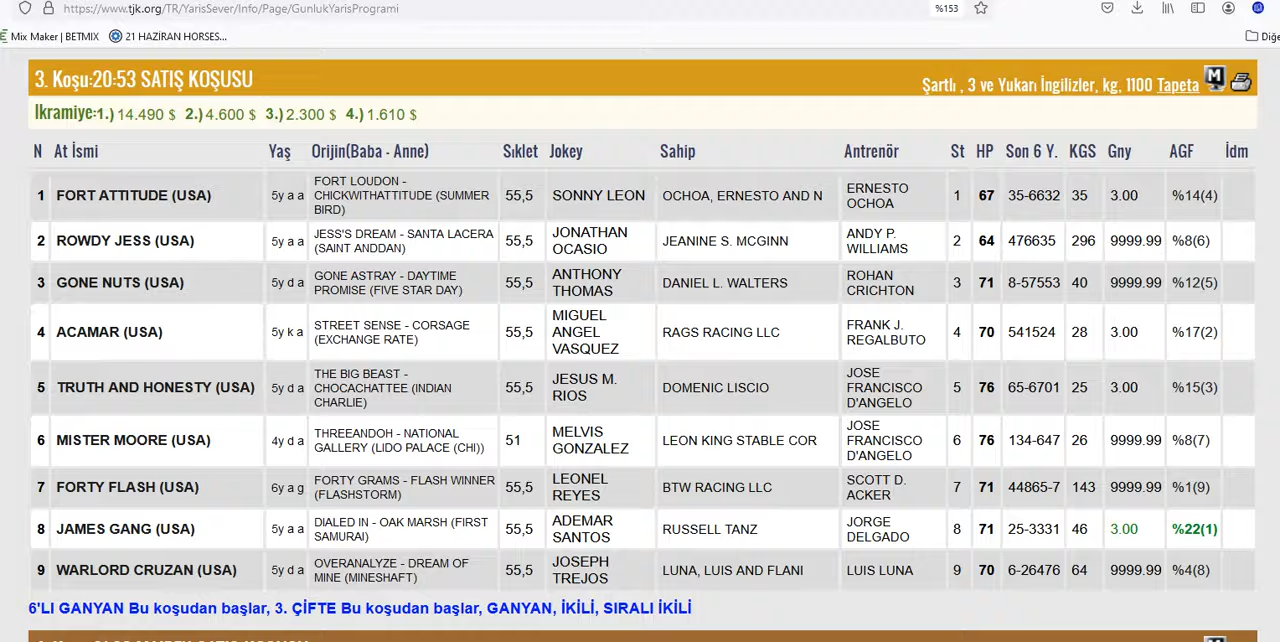 https://www.tjk.org/TR/YarisSever/Info/Page/GunlukYarisProgrami %153
Mix Maker | BETMIX 21 HAZİRAN HORSES... Diğe
3. Koşu:20:53 SATIŞ KOŞUSU
Şartlı , 3 ve Yukarı İngilizler, kg, 1100 Tapeta
İkramiye:1.) 14.490 $ 2.) 4.600 $ 3.) 2.300 $ 4.) 1.610 $
N At İsmi Yaş Orijin(Baba - Anne) Sıklet Jokey Sahip Antrenör St HP Son 6 Y. KGS Gny AGF İdm
1 FORT ATTITUDE (USA) 5y a a FORT LOUDON - CHICKWITHATTITUDE (SUMMER BIRD) 55,5 SONNY LEON OCHOA, ERNESTO AND N ERNESTO OCHOA 1 67 35-6632 35 3.00 %14(4)
2 ROWDY JESS (USA) 5y a a JESS'S DREAM - SANTA LACERA (SAINT ANDDAN) 55,5 JONATHAN OCASIO JEANINE S. MCGINN ANDY P. WILLIAMS 2 64 476635 296 9999.99 %8(6)
3 GONE NUTS (USA) 5y d a GONE ASTRAY - DAYTIME PROMISE (FIVE STAR DAY) 55,5 ANTHONY THOMAS DANIEL L. WALTERS ROHAN CRICHTON 3 71 8-57553 40 9999.99 %12(5)
4 ACAMAR (USA) 5y k a STREET SENSE - CORSAGE (EXCHANGE RATE) 55,5 MIGUEL ANGEL VASQUEZ RAGS RACING LLC FRANK J. REGALBUTO 4 70 541524 28 3.00 %17(2)
5 TRUTH AND HONESTY (USA) 5y d a THE BIG BEAST - CHOCACHATTEE (INDIAN CHARLIE) 55,5 JESUS M. RIOS DOMENIC LISCIO JOSE FRANCISCO D'ANGELO 5 76 65-6701 25 3.00 %15(3)
6 MISTER MOORE (USA) 4y d a THREEANDOH - NATIONAL GALLERY (LIDO PALACE (CHI)) 51 MELVIS GONZALEZ LEON KING STABLE COR JOSE FRANCISCO D'ANGELO 6 76 134-647 26 9999.99 %8(7)
7 FORTY FLASH (USA) 6y a g FORTY GRAMS - FLASH WINNER (FLASHSTORM) 55,5 LEONEL REYES BTW RACING LLC SCOTT D. ACKER 7 71 44865-7 143 9999.99 %1(9)
8 JAMES GANG (USA) 5y a a DIALED IN - OAK MARSH (FIRST SAMURAI) 55,5 ADEMAR SANTOS RUSSELL TANZ JORGE DELGADO 8 71 25-3331 46 3.00 %22(1)
9 WARLORD CRUZAN (USA) 5y d a OVERANALYZE - DREAM OF MINE (MINESHAFT) 55,5 JOSEPH TREJOS LUNA, LUIS AND FLANI LUIS LUNA 9 70 6-26476 64 9999.99 %4(8)
6'LI GANYAN Bu koşudan başlar, 3. ÇİFTE Bu koşudan başlar, GANYAN, İKİLİ, SIRALI İKİLİ